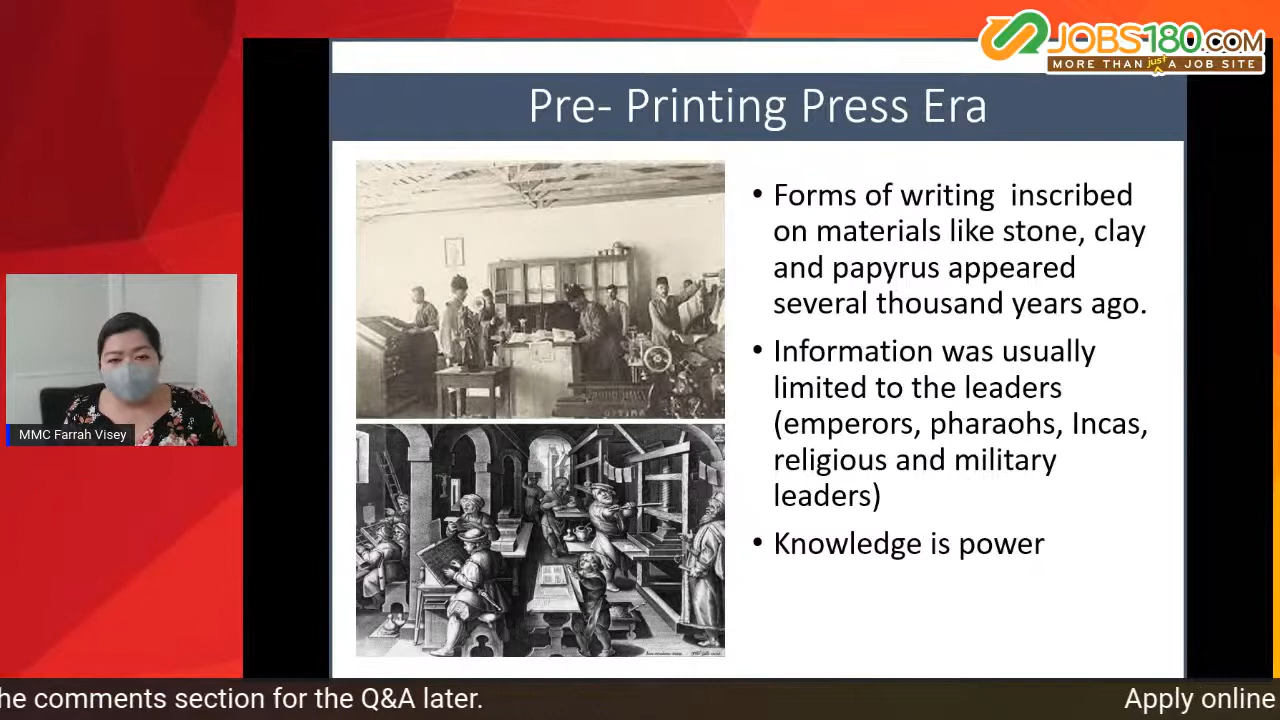 JOBS180.COM
MORE THAN just A JOB SITE
Pre- Printing Press Era
• Forms of writing inscribed
on materials like stone, clay
and papyrus appeared
several thousand years ago.
• Information was usually
limited to the leaders
(emperors, pharaohs, Incas,
religious and military
leaders)
• Knowledge is power
MMC Farrah Visey
he comments section for the Q&A later.
Apply online